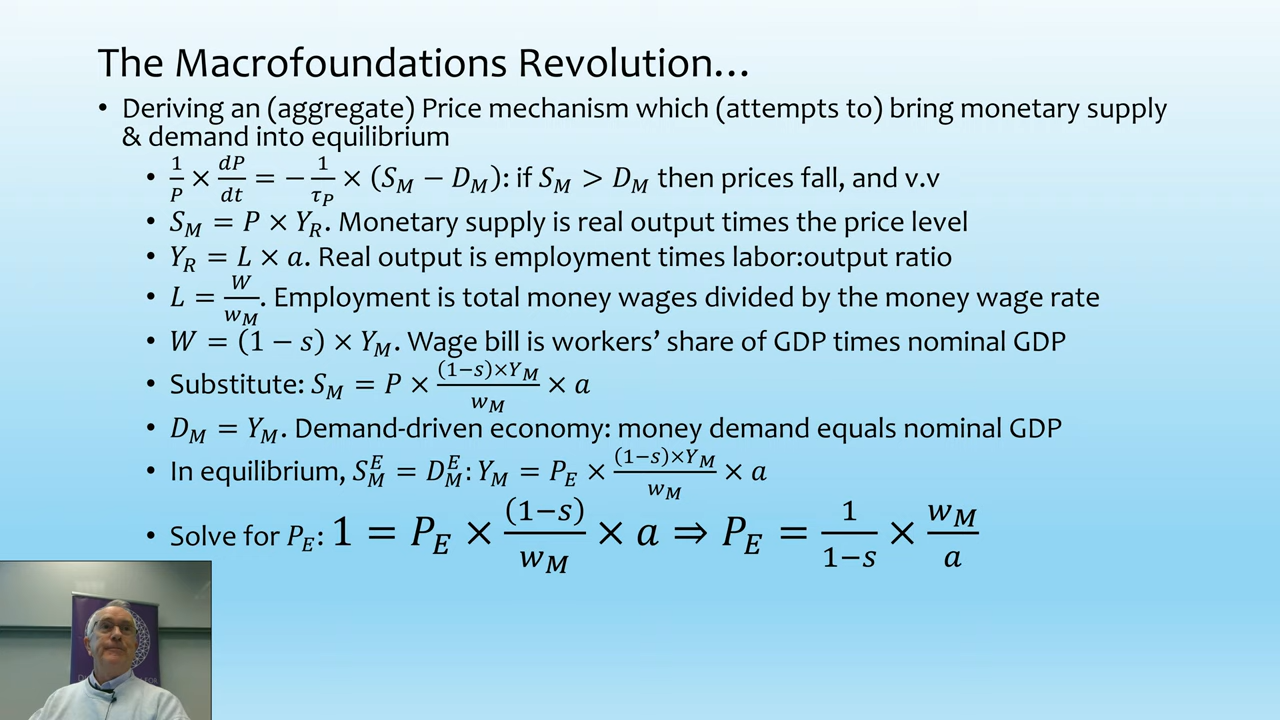 The Macrofoundations Revolution…
• Deriving an (aggregate) Price mechanism which (attempts to) bring monetary supply
& demand into equilibrium
• 1/P × dP/dt = −1/τ_P × (S_M − D_M): if S_M > D_M then prices fall, and v.v
• S_M = P × Y_R. Monetary supply is real output times the price level
• Y_R = L × a. Real output is employment times labor:output ratio
• L = W/w_M. Employment is total money wages divided by the money wage rate
• W = (1 − s) × Y_M. Wage bill is workers’ share of GDP times nominal GDP
• Substitute: S_M = P × (1−s)×Y_M/w_M × a
• D_M = Y_M. Demand-driven economy: money demand equals nominal GDP
• In equilibrium, S_M^E = D_M^E: Y_M = P_E × (1−s)×Y_M/w_M × a
• Solve for P_E: 1 = P_E × (1−s)/w_M × a ⇒ P_E = 1/1−s × w_M/a